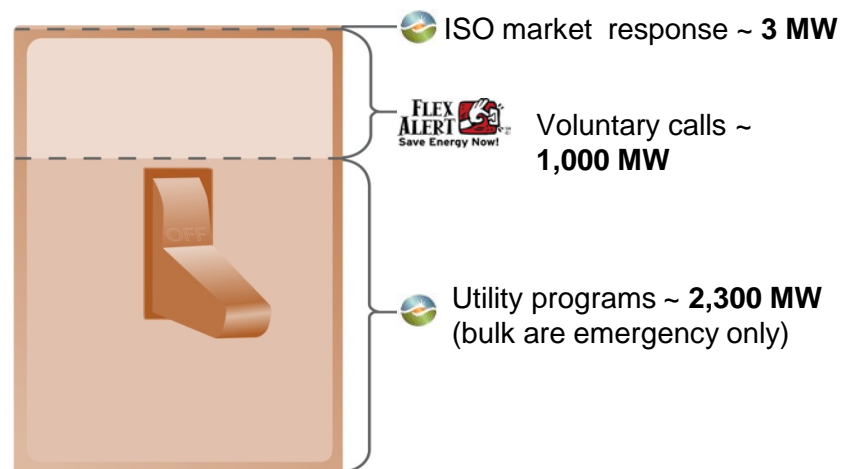 ISO market response ~ 3 MW
FLEX
ALERT
Save Energy Now!
Voluntary calls ~
1,000 MW
OFF
Utility programs ~ 2,300 MW
(bulk are emergency only)